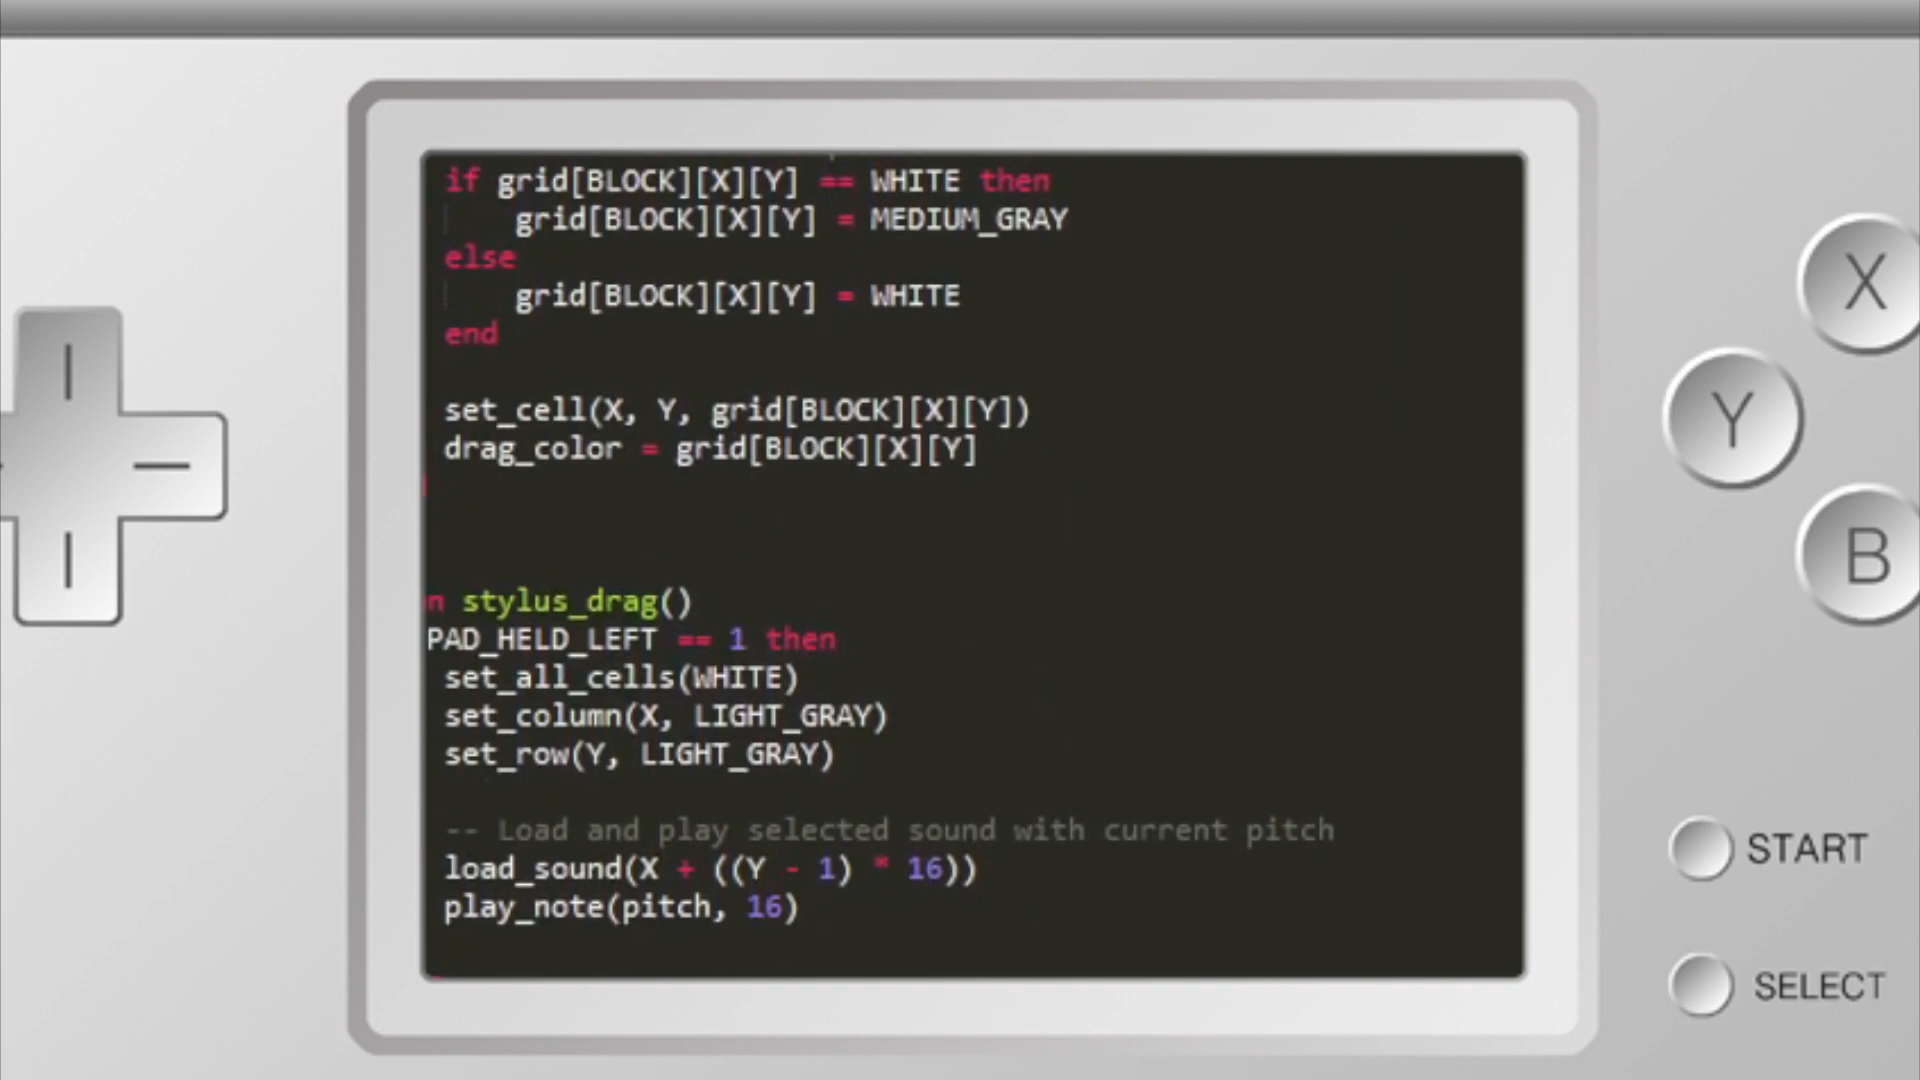 if grid[BLOCK][X][Y] == WHITE then
grid[BLOCK][X][Y] = MEDIUM_GRAY
else
grid[BLOCK][X][Y] = WHITE
end
set_cell(X, Y, grid[BLOCK][X][Y])
drag_color = grid[BLOCK][X][Y]
n stylus_drag()
PAD_HELD_LEFT == 1 then
set_all_cells(WHITE)
set_column(X, LIGHT_GRAY)
set_row(Y, LIGHT_GRAY)
-- Load and play selected sound with current pitch
load_sound(X + ((Y - 1) * 16))
play_note(pitch, 16)
X
Y
B
START
SELECT